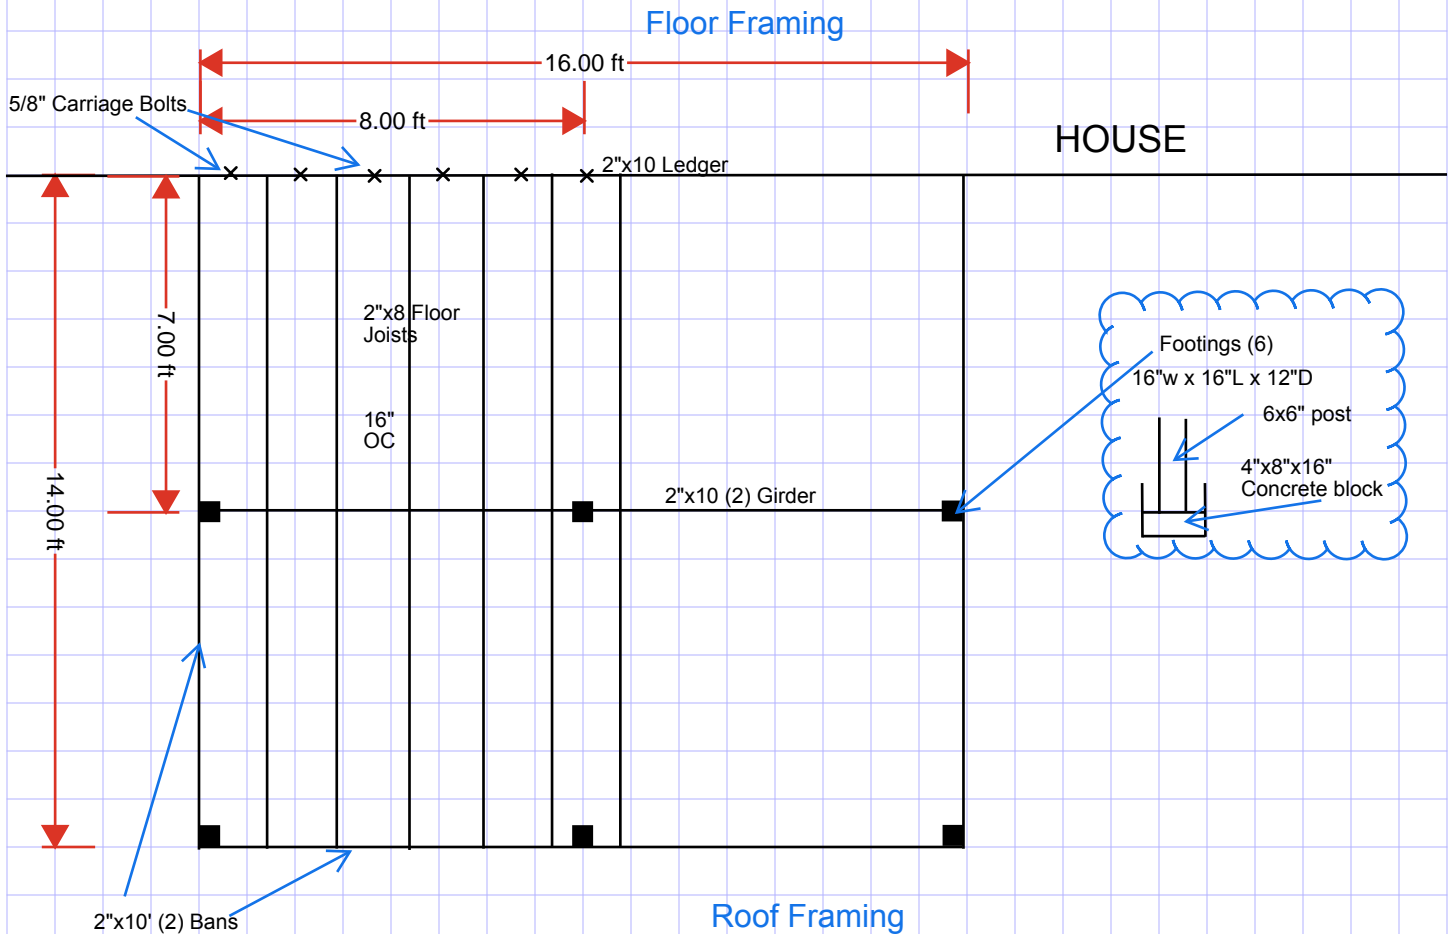 Floor Framing
16.00 ft
5/8" Carriage Bolts
8.00 ft
HOUSE
2"x10 Ledger
7.00 ft
2"x8 Floor
Joists
Footings (6)
16"w x 16"L x 12"D
6x6" post
16"
OC
4"x8"x16"
Concrete block
14.00 ft
2"x10 (2) Girder
2"x10' (2) Bans
Roof Framing